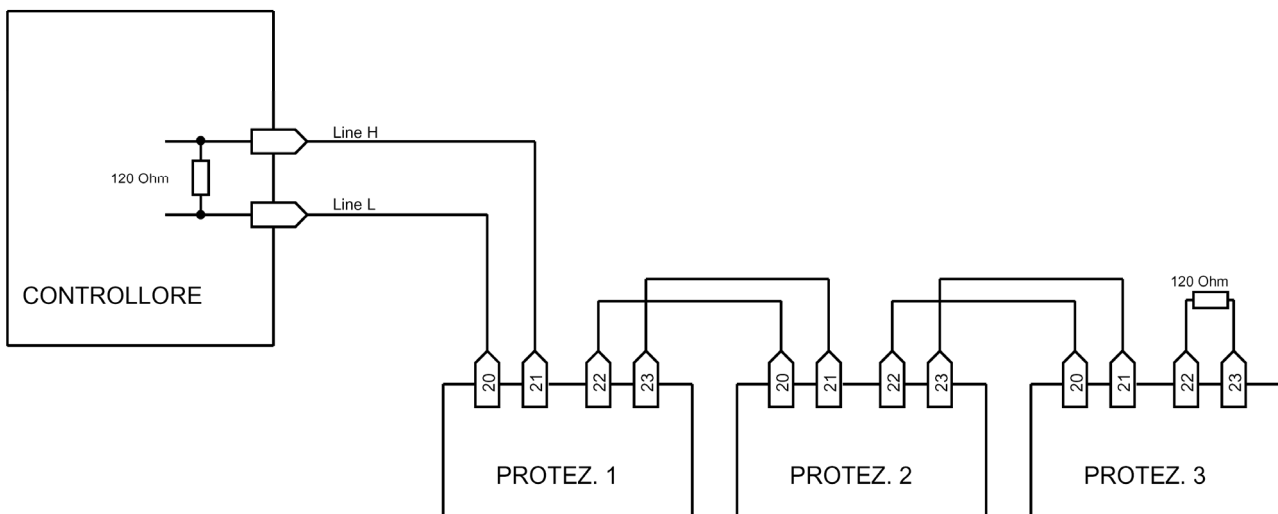 Line H
120 Ohm
Line L
CONTROLLORE
120 Ohm
20 21 22 23
20 21 22 23
20 21 22 23
PROTEZ. 1
PROTEZ. 2
PROTEZ. 3